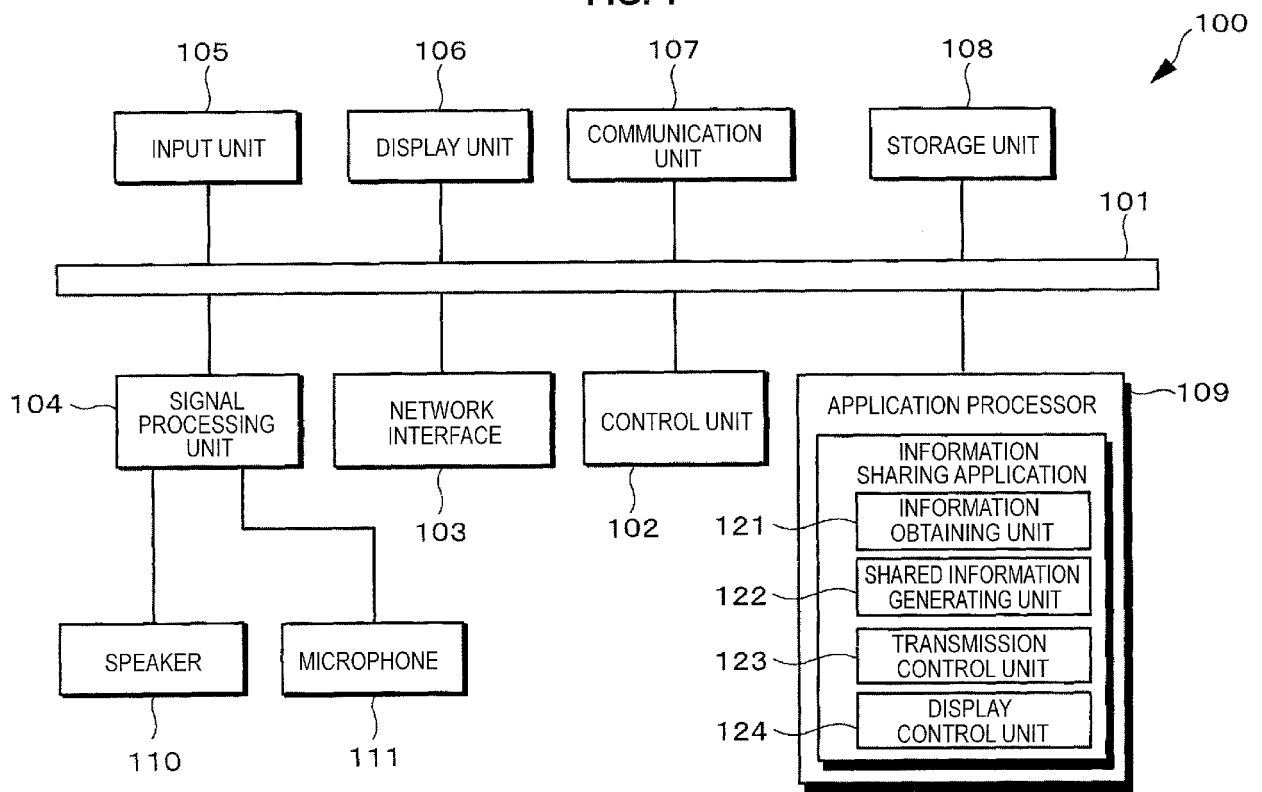 100
105
106
107
108
INPUT UNIT
DISPLAY UNIT
COMMUNICATION
UNIT
STORAGE UNIT
101
104
SIGNAL
PROCESSING
UNIT
NETWORK
INTERFACE
CONTROL UNIT
APPLICATION PROCESSOR
109
INFORMATION
SHARING APPLICATION
103
102
121
INFORMATION
OBTAINING UNIT
122
SHARED INFORMATION
GENERATING UNIT
123
TRANSMISSION
CONTROL UNIT
124
DISPLAY
CONTROL UNIT
SPEAKER
MICROPHONE
110
111